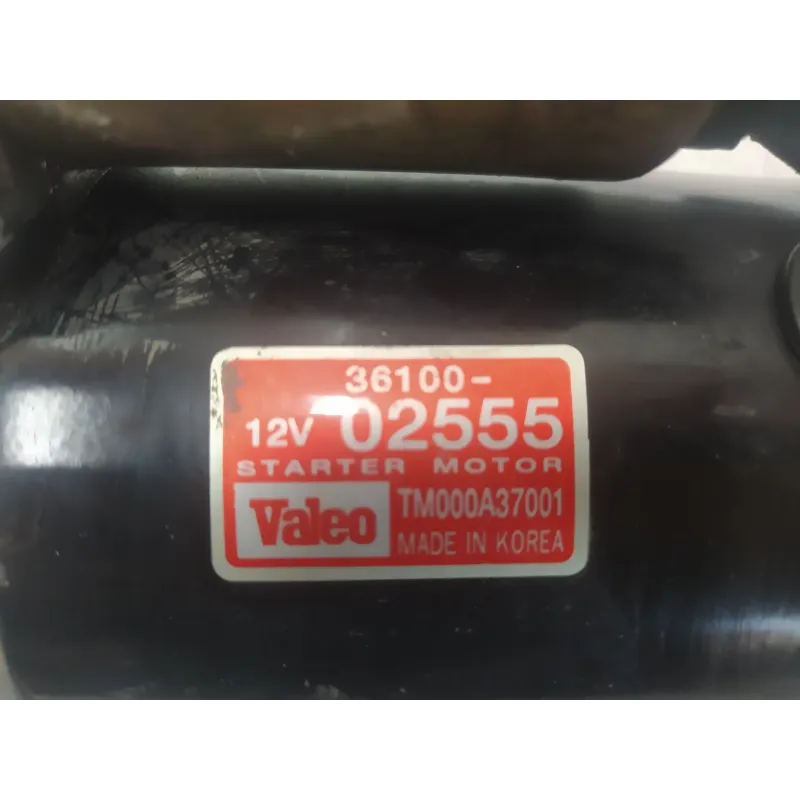 36100-
12V 02555
STARTER MOTOR
Valeo TM000A37001
MADE IN KOREA